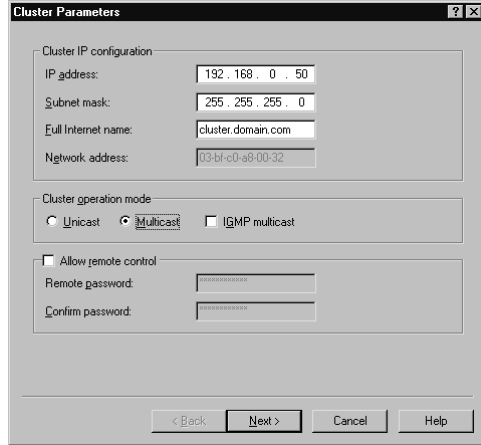 Cluster Parameters
Cluster IP configuration
IP address: 192 . 168 . 0 . 50
Subnet mask: 255 . 255 . 255 . 0
Full Internet name: cluster.domain.com
Network address: 03-bf-c0-a8-00-32
Cluster operation mode
Unicast Multicast IGMP multicast
Allow remote control
Remote password: ************
Confirm password: ************
< Back Next > Cancel Help